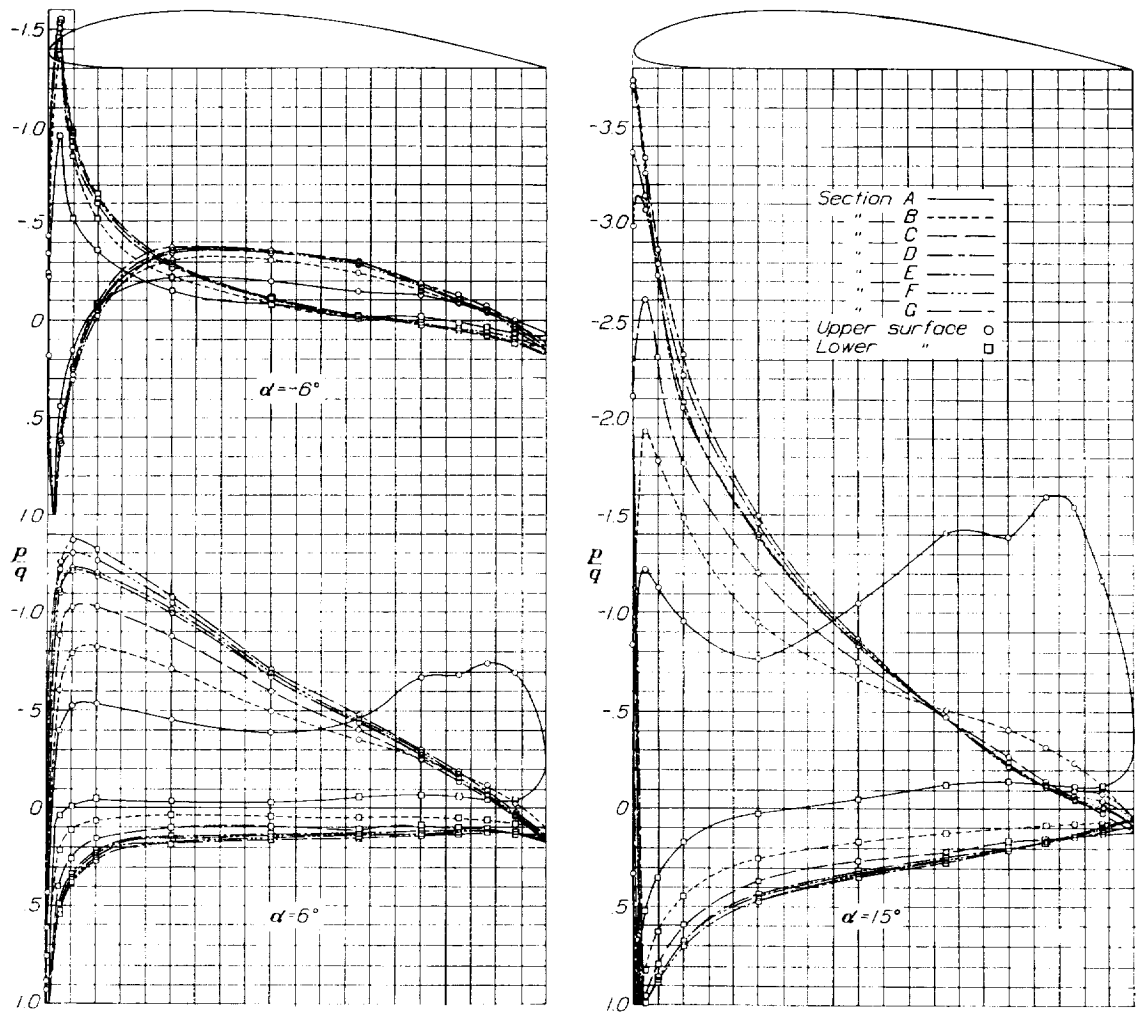 -1.5
-1.0
-.5
0
.5
1.0
p/q
-1.0
-.5
0
.5
1.0
α=-6°
α=6°
-3.5
-3.0
-2.5
-2.0
-1.5
p/q
-1.0
-.5
0
.5
1.0
Section A
" B
" C
" D
" E
" F
" G
Upper surface
Lower "
α=15°